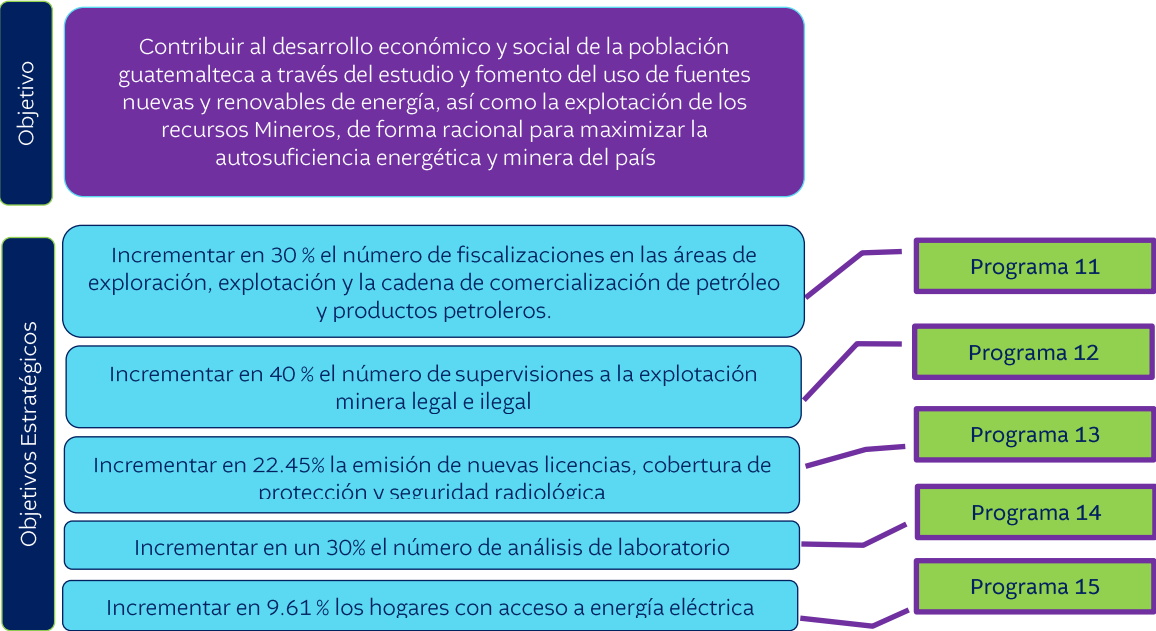 Objetivo
Contribuir al desarrollo económico y social de la población
guatemalteca a través del estudio y fomento del uso de fuentes
nuevas y renovables de energía, así como la explotación de los
recursos Mineros, de forma racional para maximizar la
autosuficiencia energética y minera del país
Objetivos Estratégicos
Incrementar en 30 % el número de fiscalizaciones en las áreas de
exploración, explotación y la cadena de comercialización de petróleo
y productos petroleros.
Programa 11
Incrementar en 40 % el número de supervisiones a la explotación
minera legal e ilegal
Programa 12
Incrementar en 22.45% la emisión de nuevas licencias, cobertura de
protección y seguridad radiológica
Programa 13
Incrementar en un 30% el número de análisis de laboratorio
Programa 14
Incrementar en 9.61 % los hogares con acceso a energía eléctrica
Programa 15